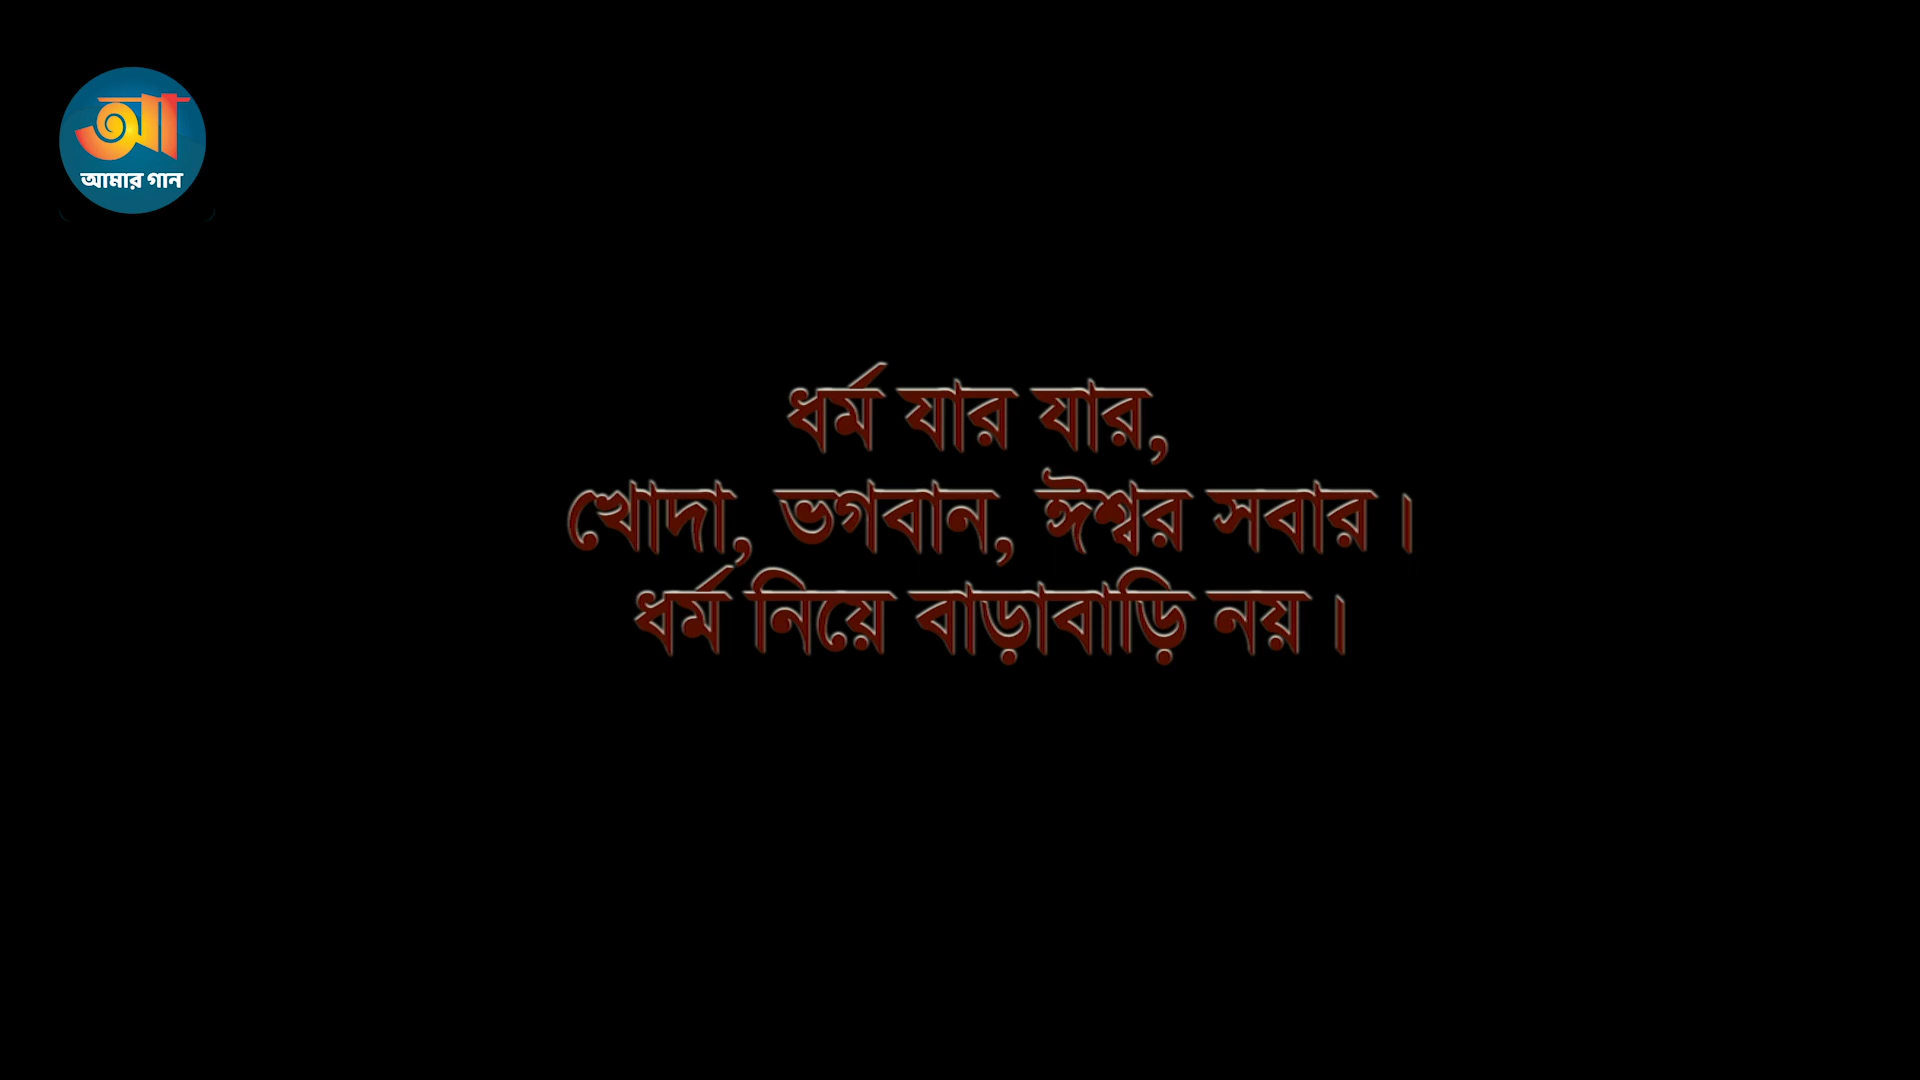 আ
আমার গান
ধর্ম যার যার,
খোদা, ভগবান, ঈশ্বর সবার।
ধর্ম নিয়ে বাড়াবাড়ি নয়।